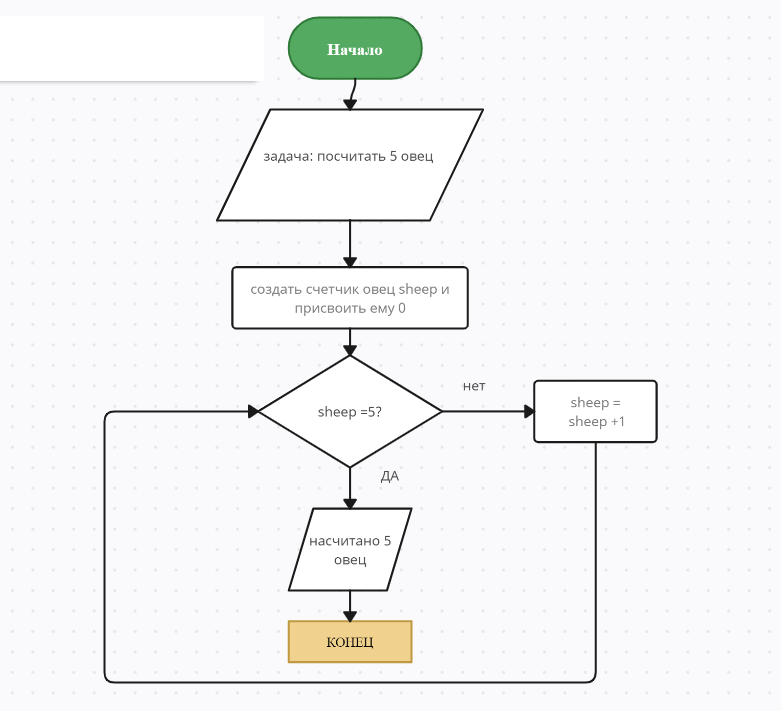 Начало
задача: посчитать 5 овец
создать счетчик овец sheep и
присвоить ему 0
sheep =5?
нет
sheep =
sheep +1
ДА
насчитано 5
овец
КОНЕЦ